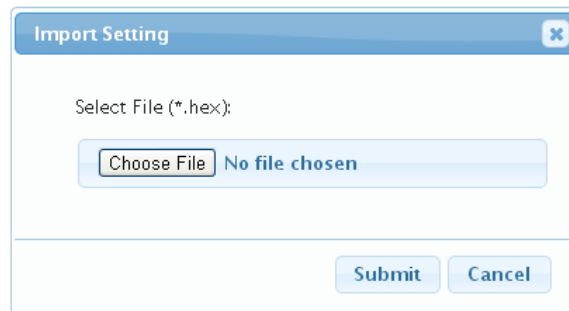 Import Setting
Select File (*.hex):
Choose File No file chosen
Submit Cancel